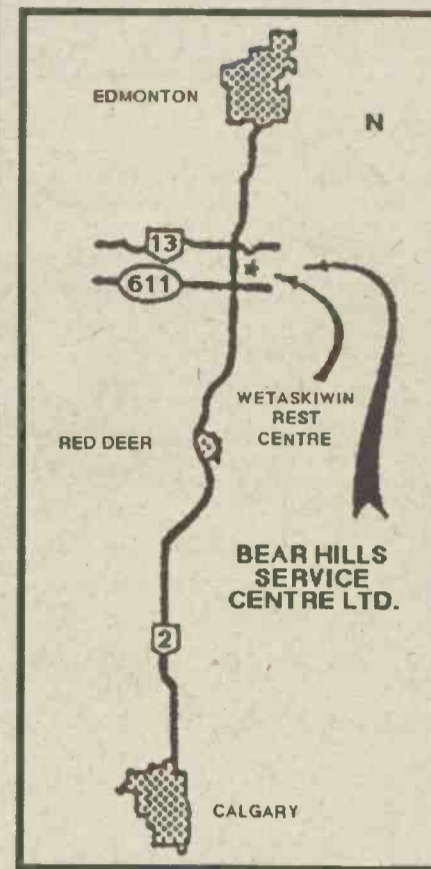 EDMONTON
N
13
611
WETASKIWIN
REST
CENTRE
RED DEER
BEAR HILLS
SERVICE
CENTRE LTD.
2
CALGARY